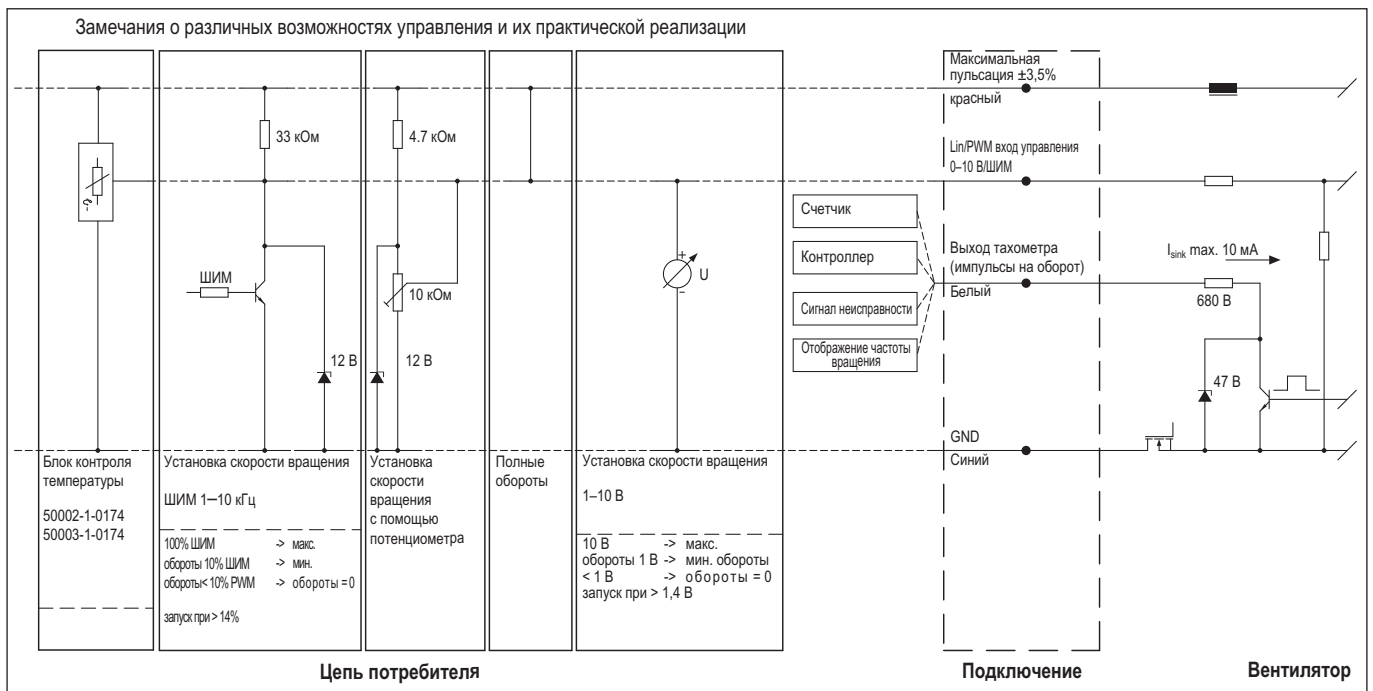 Замечания о различных возможностях управления и их практической реализации
Максимальная
пульсация ±3,5%
красный
33 кОм
4.7 кОм
Lin/PWM вход управления
0–10 В/ШИМ
Счетчик
Контроллер
Сигнал неисправности
Отображение частоты
вращения
Выход тахометра
(импульсы на оборот)
Белый
Isink max. 10 мА
680 В
ШИМ
10 кОм
+
U
-
12 В
12 В
47 В
GND
Синий
Блок контроля
температуры
50002-1-0174
50003-1-0174
Установка скорости вращения
ШИМ 1–10 кГц
100% ШИМ -> макс.
обороты 10% ШИМ -> мин.
обороты< 10% PWM -> обороты = 0
запуск при > 14%
Установка
скорости
вращения
с помощью
потенциометра
Полные
обороты
Установка скорости вращения
1–10 В
10 В -> макс.
обороты 1 В -> мин. обороты
< 1 В -> обороты = 0
запуск при > 1,4 В
Цепь потребителя
Подключение
Вентилятор